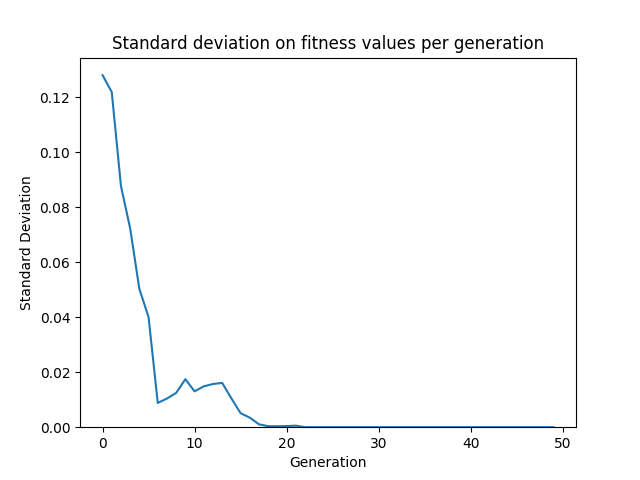 Standard deviation on fitness values per generation
Standard Deviation
0.12
0.10
0.08
0.06
0.04
0.02
0.00
0 10 20 30 40 50
Generation